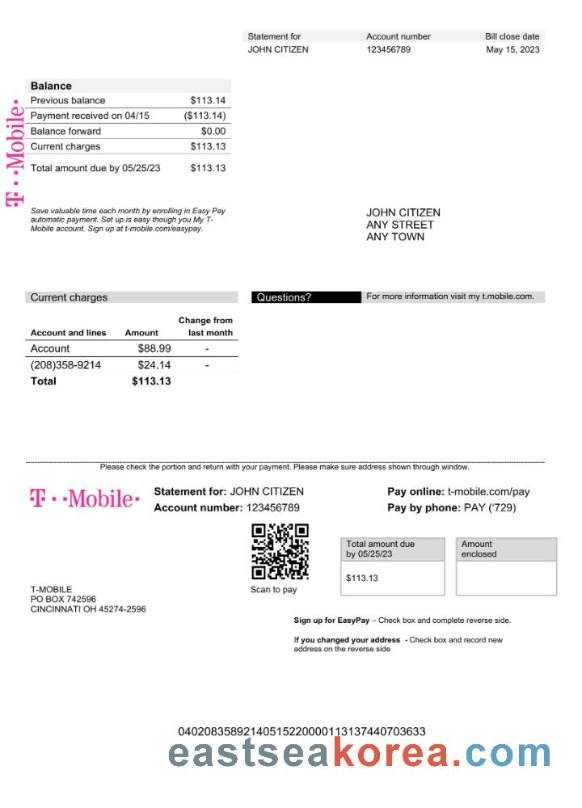 Statement for Account number Bill close date
JOHN CITIZEN 123456789 May 15, 2023
T··Mobile·
Balance
Previous balance $113.14
Payment received on 04/15 ($113.14)
Balance forward $0.00
Current charges $113.13
Total amount due by 05/25/23 $113.13
Save valuable time each month by enrolling in Easy Pay
automatic payment. Set up is easy though you My T-
Mobile account. Sign up at t-mobile.com/easypay.
JOHN CITIZEN
ANY STREET
ANY TOWN
Current charges
Questions? For more information visit my t.mobile.com.
Change from
Account and lines Amount last month
Account $88.99 -
(208)358-9214 $24.14 -
Total $113.13
Please check the portion and return with your payment. Please make sure address shown through window.
T··Mobile·
Statement for: JOHN CITIZEN
Account number: 123456789
Pay online: t-mobile.com/pay
Pay by phone: PAY ('729)
Scan to pay
Total amount due
by 05/25/23
$113.13
Amount
enclosed
T-MOBILE
PO BOX 742596
CINCINNATI OH 45274-2596
Sign up for EasyPay – Check box and complete reverse side.
If you changed your address - Check box and record new
address on the reverse side
04020835892140515220000113137440703633
eastseakorea.com